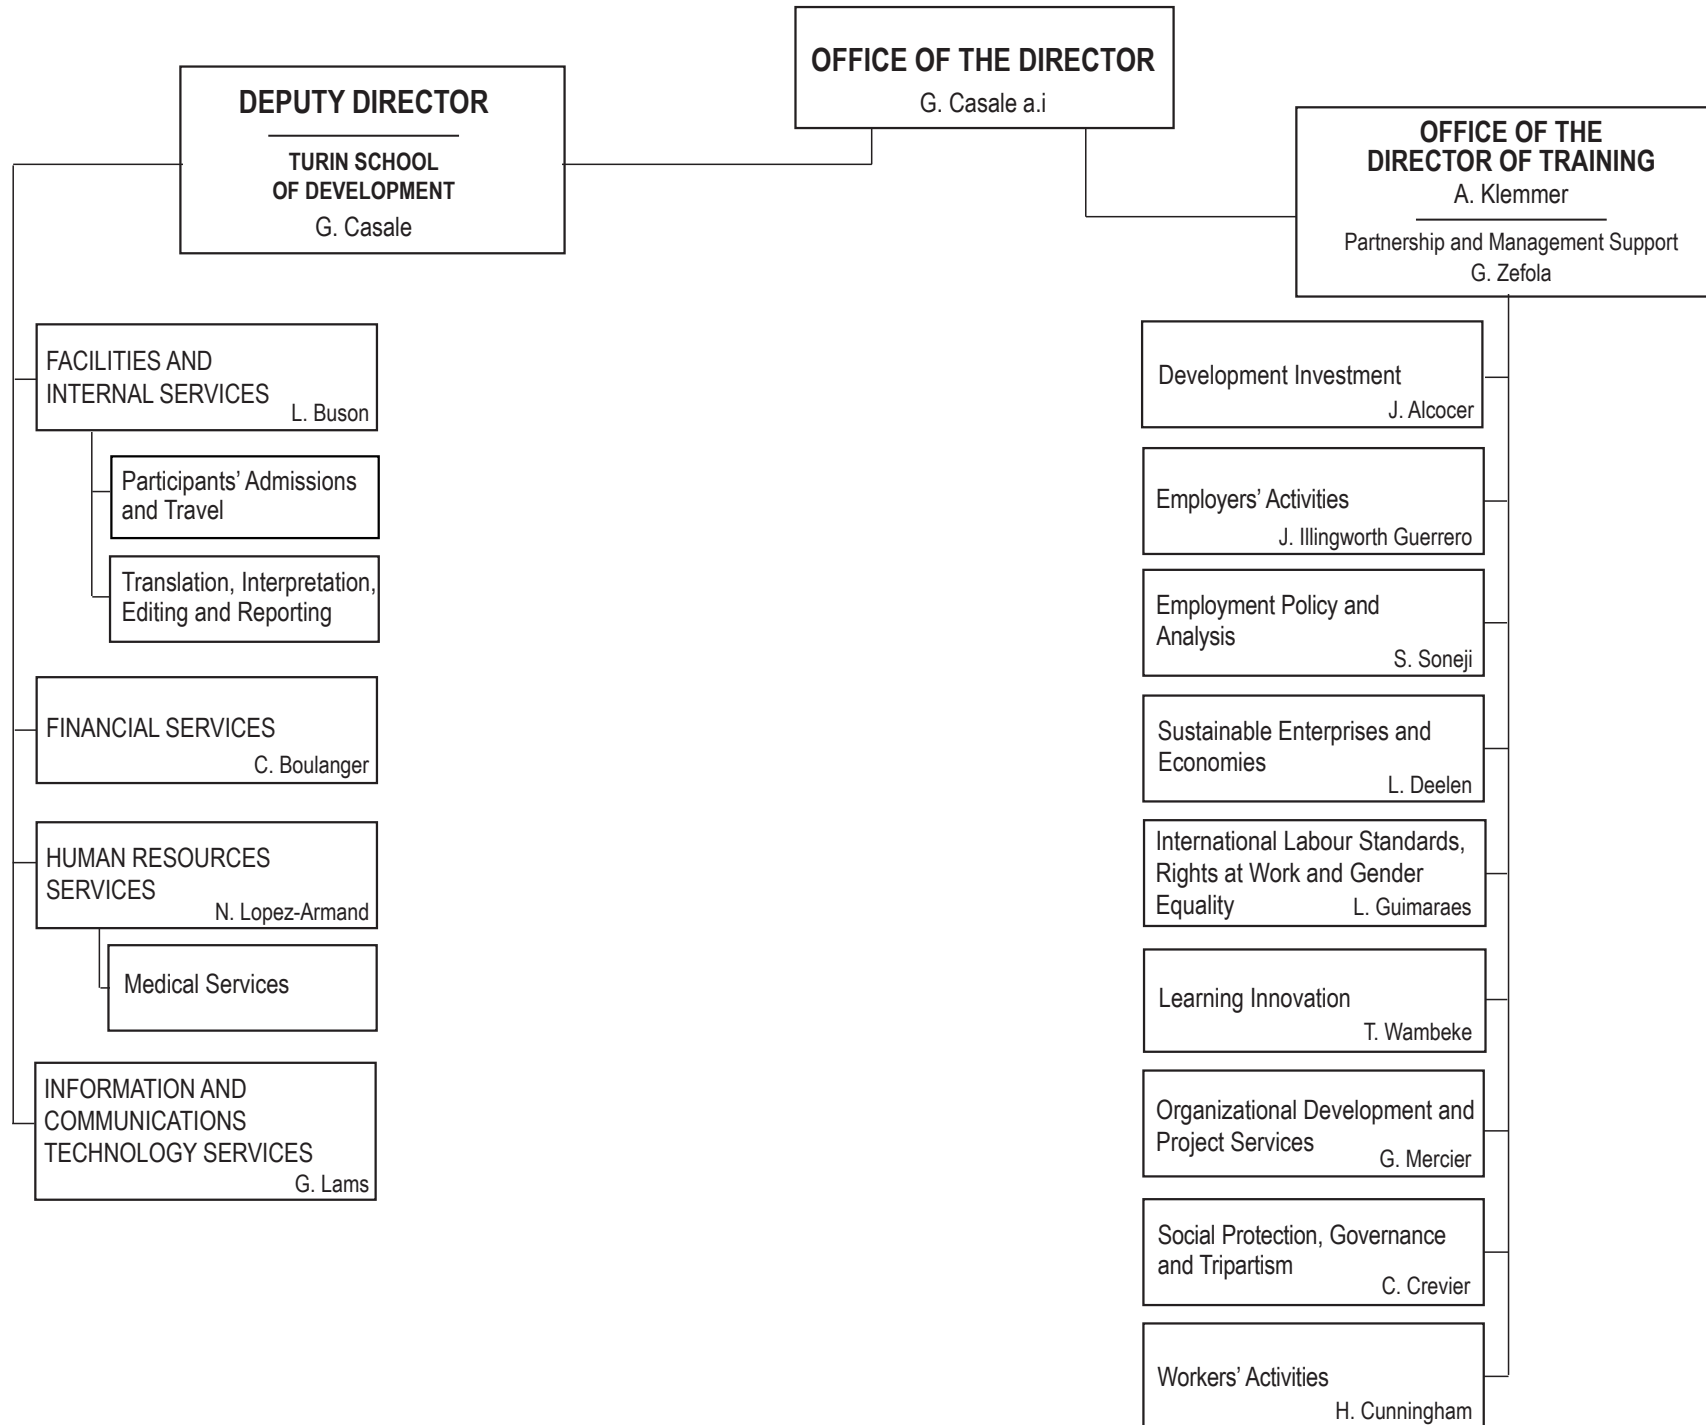 OFFICE OF THE DIRECTOR
G. Casale a.i
DEPUTY DIRECTOR
TURIN SCHOOL
OF DEVELOPMENT
G. Casale
OFFICE OF THE
DIRECTOR OF TRAINING
A. Klemmer
Partnership and Management Support
G. Zefola
FACILITIES AND
INTERNAL SERVICES
L. Buson
Participants’ Admissions
and Travel
Translation, Interpretation,
Editing and Reporting
FINANCIAL SERVICES
C. Boulanger
HUMAN RESOURCES
SERVICES
N. Lopez-Armand
Medical Services
INFORMATION AND
COMMUNICATIONS
TECHNOLOGY SERVICES
G. Lams
Development Investment
J. Alcocer
Employers’ Activities
J. Illingworth Guerrero
Employment Policy and
Analysis
S. Soneji
Sustainable Enterprises and
Economies
L. Deelen
International Labour Standards,
Rights at Work and Gender
Equality L. Guimaraes
Learning Innovation
T. Wambeke
Organizational Development and
Project Services
G. Mercier
Social Protection, Governance
and Tripartism
C. Crevier
Workers’ Activities
H. Cunningham